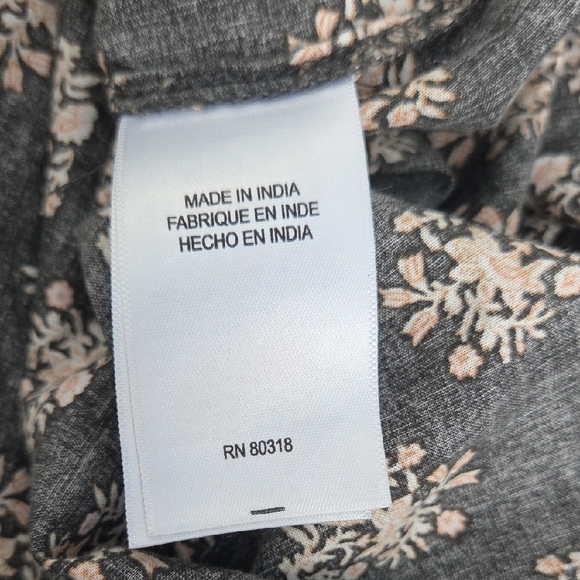 MADE IN INDIA
FABRIQUE EN INDE
HECHO EN INDIA
RN 80318